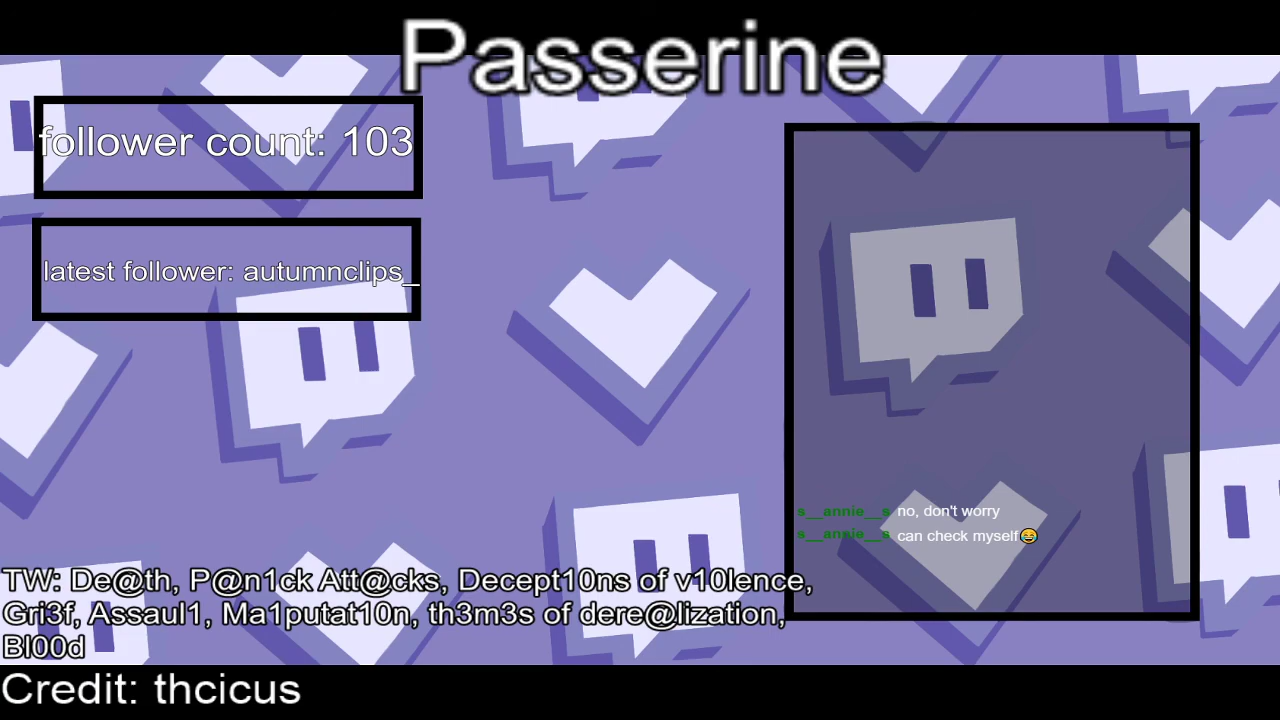 Passerine
follower count: 103
latest follower: autumnclips_
s__annie__s no, don't worry
s__annie__s can check myself😂
TW: De@th, P@n1ck Att@cks, Decept10ns of v10lence,
Gri3f, Assaul1, Ma1putat10n, th3m3s of dere@lization,
Bl00d
Credit: thcicus